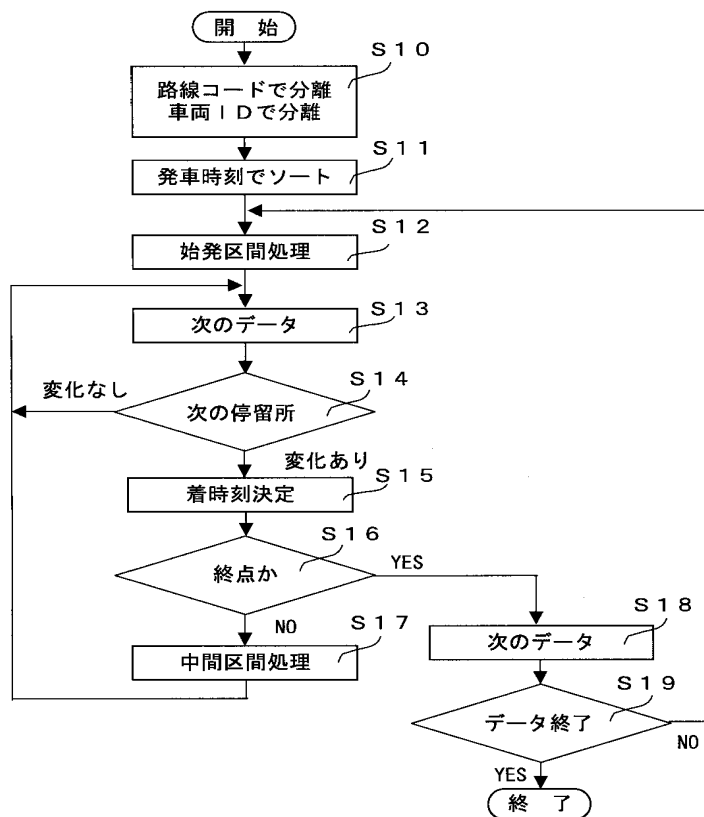 開 始
S10
路線コードで分離
車両IDで分離
S11
発車時刻でソート
S12
始発区間処理
S13
次のデータ
S14
変化なし
次の停留所
変化あり
S15
着時刻決定
S16
終点か
YES
NO
S17
中間区間処理
S18
次のデータ
S19
データ終了
NO
YES
終 了